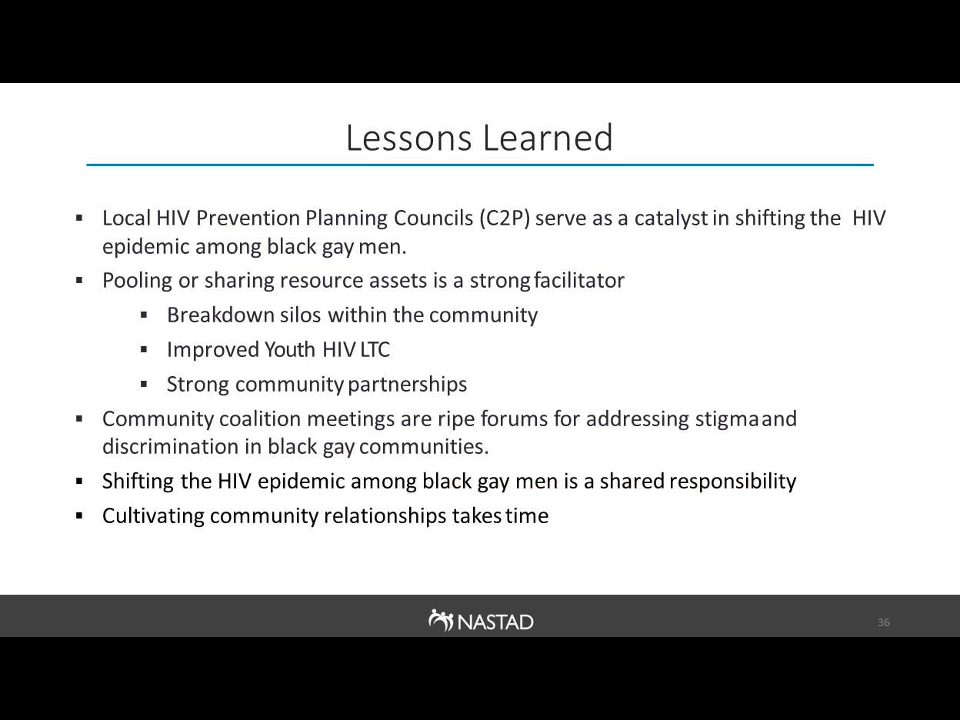 Lessons Learned
▪ Local HIV Prevention Planning Councils (C2P) serve as a catalyst in shifting the HIV
epidemic among black gay men.
▪ Pooling or sharing resource assets is a strong facilitator
▪ Breakdown silos within the community
▪ Improved Youth HIV LTC
▪ Strong community partnerships
▪ Community coalition meetings are ripe forums for addressing stigma and
discrimination in black gay communities.
▪ Shifting the HIV epidemic among black gay men is a shared responsibility
▪ Cultivating community relationships takes time
NASTAD
36